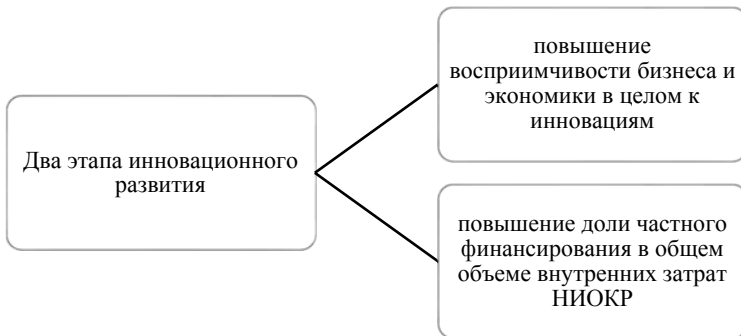 Два этапа инновационного
развития
повышение
восприимчивости бизнеса и
экономики в целом к
инновациям
повышение доли частного
финансирования в общем
объеме внутренних затрат
НИОКР